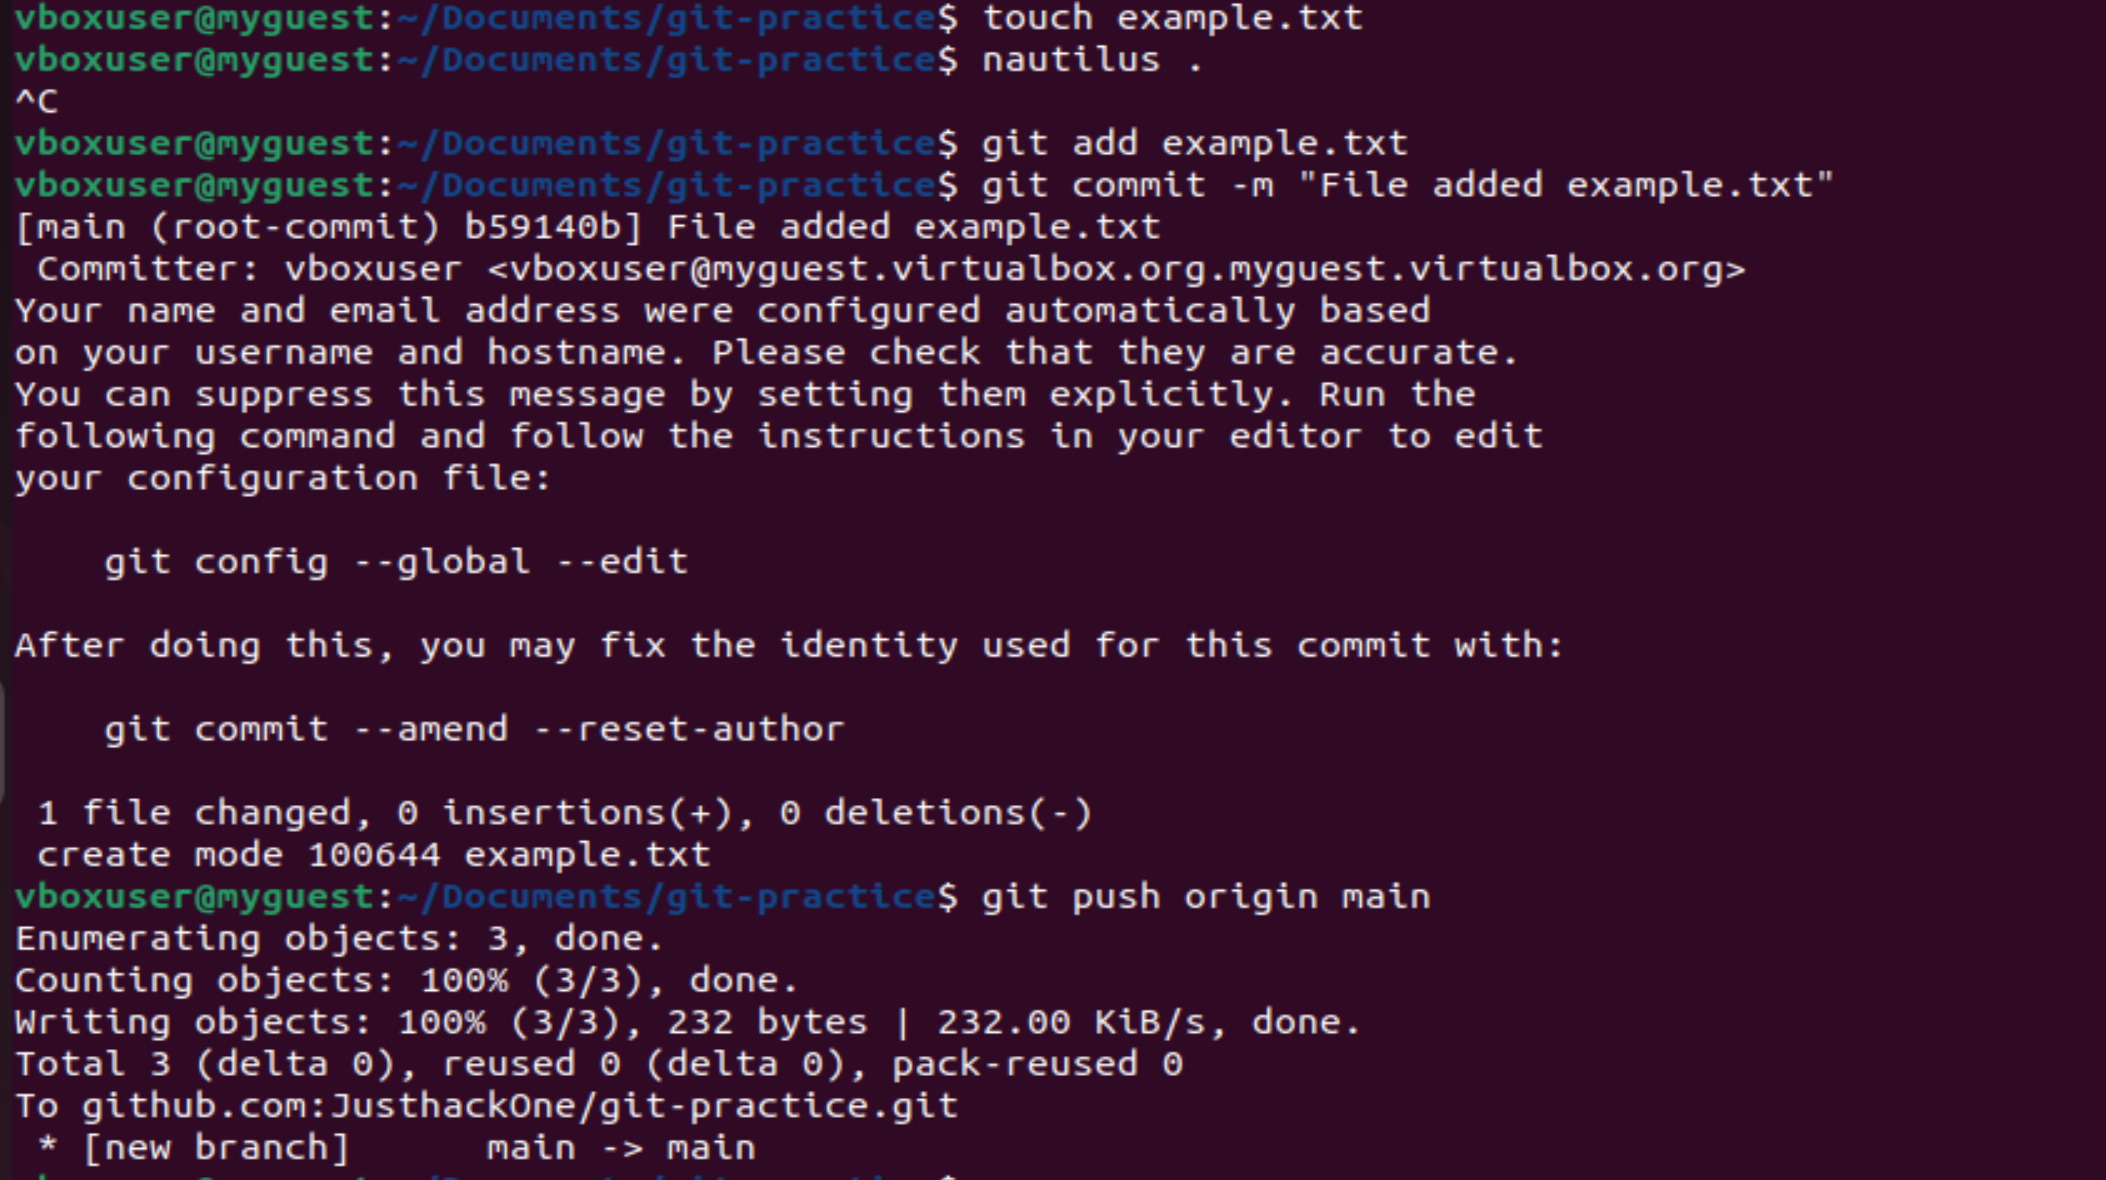 vboxuser@myguest:~/Documents/git-practice$ touch example.txt
vboxuser@myguest:~/Documents/git-practice$ nautilus .
^C
vboxuser@myguest:~/Documents/git-practice$ git add example.txt
vboxuser@myguest:~/Documents/git-practice$ git commit -m "File added example.txt"
[main (root-commit) b59140b] File added example.txt
 Committer: vboxuser <vboxuser@myguest.virtualbox.org.myguest.virtualbox.org>
Your name and email address were configured automatically based
on your username and hostname. Please check that they are accurate.
You can suppress this message by setting them explicitly. Run the
following command and follow the instructions in your editor to edit
your configuration file:

    git config --global --edit

After doing this, you may fix the identity used for this commit with:

    git commit --amend --reset-author

 1 file changed, 0 insertions(+), 0 deletions(-)
 create mode 100644 example.txt
vboxuser@myguest:~/Documents/git-practice$ git push origin main
Enumerating objects: 3, done.
Counting objects: 100% (3/3), done.
Writing objects: 100% (3/3), 232 bytes | 232.00 KiB/s, done.
Total 3 (delta 0), reused 0 (delta 0), pack-reused 0
To github.com:JusthackOne/git-practice.git
 * [new branch]      main -> main